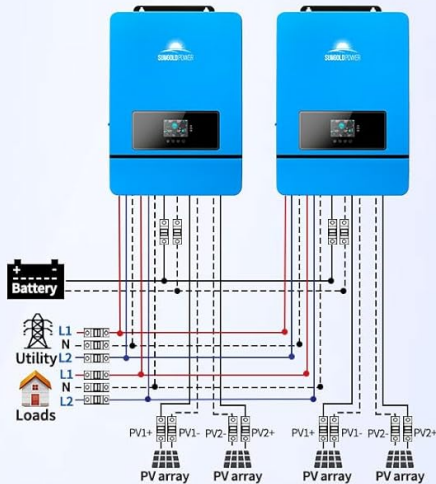 SUNGOLDPOWER
SUNGOLDPOWER
+ -
Battery
L1
N
Utility L2
L1
N
Loads L2
PV1+ PV1- PV2- PV2+ PV1+ PV1- PV2- PV2+
PV array PV array PV array PV array